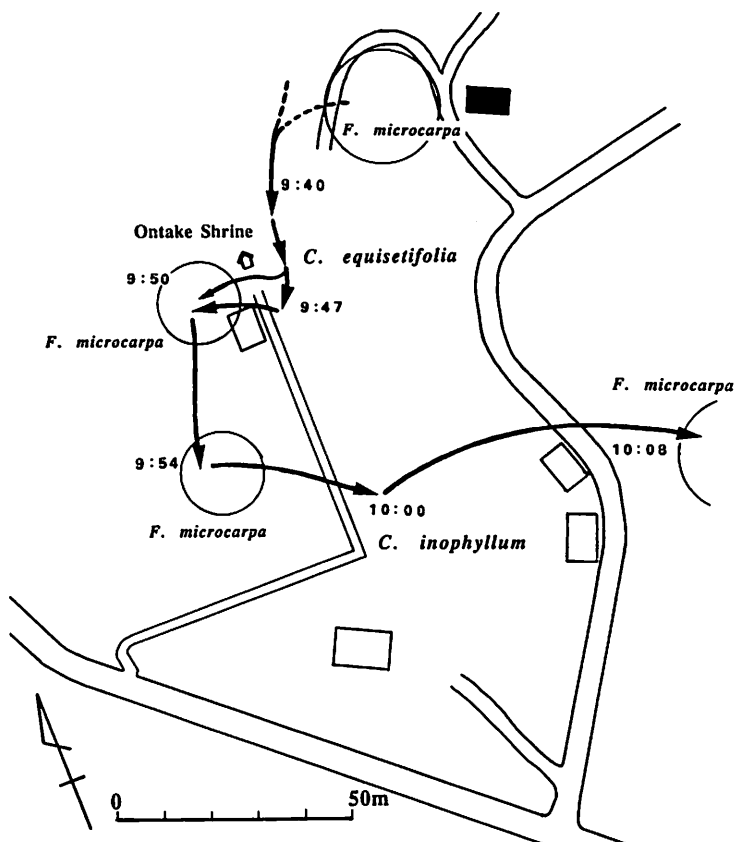 F. microcarpa
9:40
Ontake Shrine
C. equisetifolia
9:50
9:47
F. microcarpa
F. microcarpa
10:08
9:54
10:00
F. microcarpa
C. inophyllum
0
50m